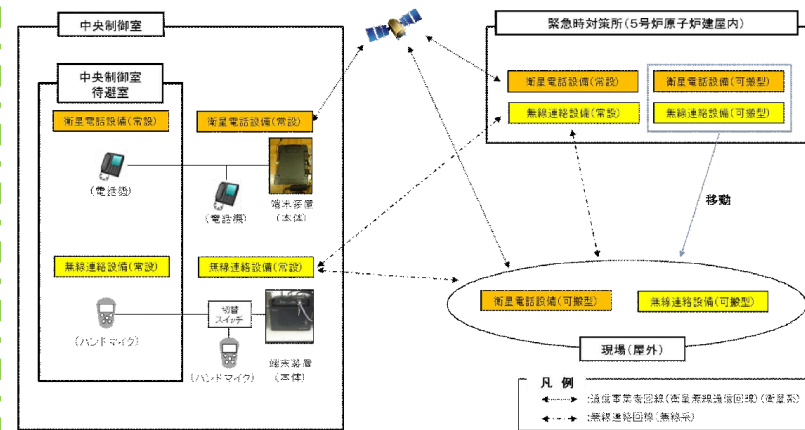 中央制御室
中央制御室
待避室
衛星電話設備(常設)
衛星電話設備(常設)
(電話機)
(電話機)
端末装置
(本体)
無線連絡設備(常設)
無線連絡設備(常設)
切替
スイッチ
(ハンドマイク)
(ハンドマイク)
端末装置
(本体)
緊急時対策所(5号炉原子炉建屋内)
衛星電話設備(常設)
衛星電話設備(可搬型)
無線連絡設備(常設)
無線連絡設備(可搬型)
移動
衛星電話設備(可搬型)
無線連絡設備(可搬型)
現場(屋外)
凡 例
:通信事業者回線(衛星無線通信回線)(衛星系)
:無線連絡回線(無線系)